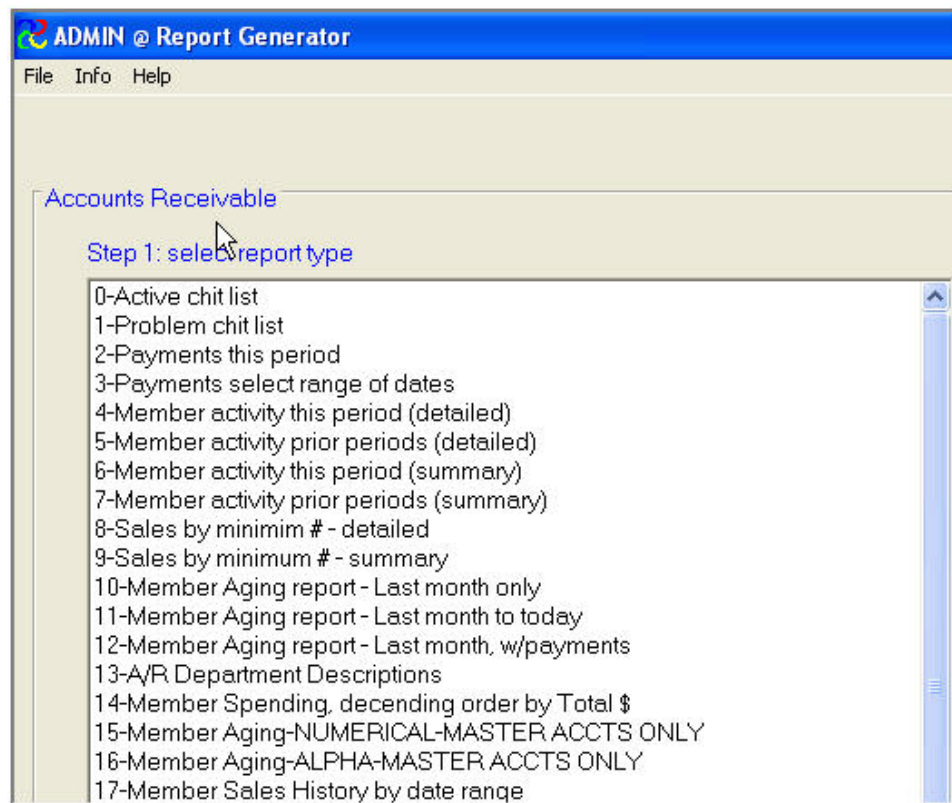 ADMIN @ Report Generator
File Info Help
Accounts Receivable
Step 1: select report type
0-Active chit list
1-Problem chit list
2-Payments this period
3-Payments select range of dates
4-Member activity this period (detailed)
5-Member activity prior periods (detailed)
6-Member activity this period (summary)
7-Member activity prior periods (summary)
8-Sales by minimim # - detailed
9-Sales by minimum # - summary
10-Member Aging report - Last month only
11-Member Aging report - Last month to today
12-Member Aging report - Last month, w/payments
13-A/R Department Descriptions
14-Member Spending, decending order by Total $
15-Member Aging-NUMERICAL-MASTER ACCTS ONLY
16-Member Aging-ALPHA-MASTER ACCTS ONLY
17-Member Sales History by date range